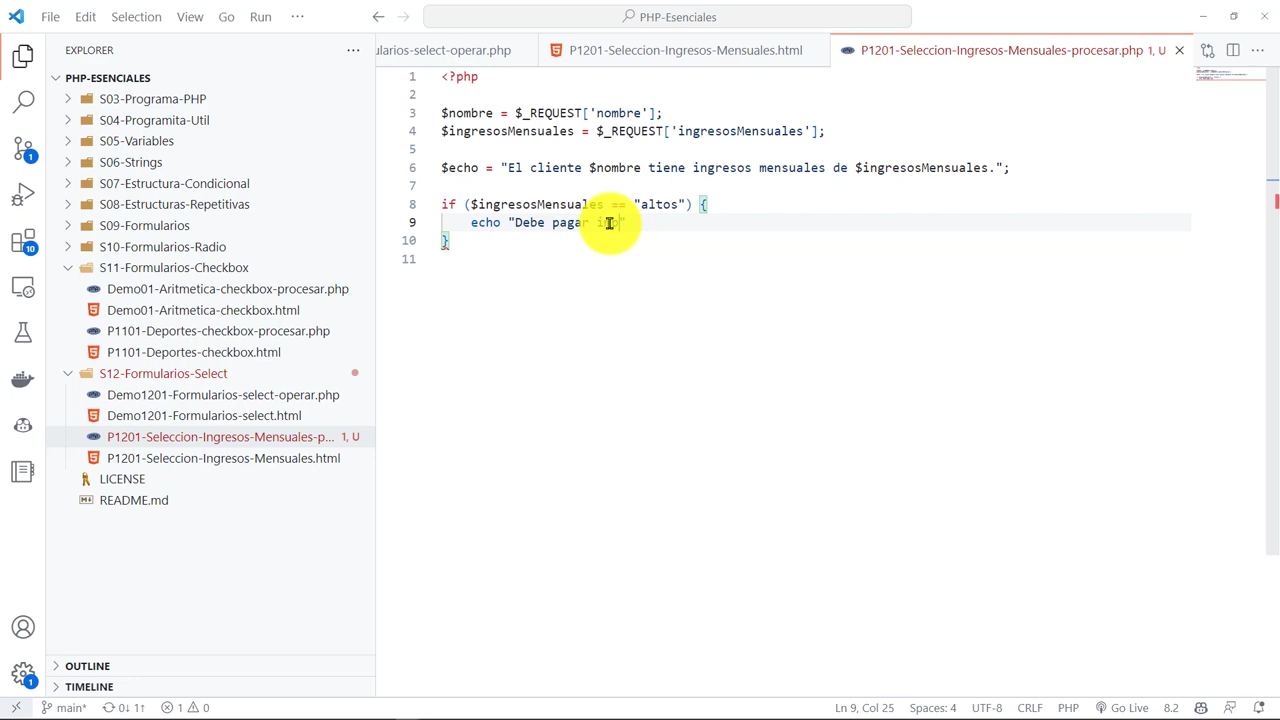 File Edit Selection View Go Run ··· PHP-Esenciales
EXPLORER
PHP-ESENCIALES
S03-Programa-PHP
S04-Programita-Util
S05-Variables
S06-Strings
S07-Estructura-Condicional
S08-Estructuras-Repetitivas
S09-Formularios
S10-Formularios-Radio
S11-Formularios-Checkbox
Demo01-Aritmetica-checkbox-procesar.php
Demo01-Aritmetica-checkbox.html
P1101-Deportes-checkbox-procesar.php
P1101-Deportes-checkbox.html
S12-Formularios-Select
Demo1201-Formularios-select-operar.php
Demo1201-Formularios-select.html
P1201-Seleccion-Ingresos-Mensuales-p... 1, U
P1201-Seleccion-Ingresos-Mensuales.html
LICENSE
README.md
OUTLINE
TIMELINE
1
10
1
ularios-select-operar.php P1201-Seleccion-Ingresos-Mensuales.html P1201-Seleccion-Ingresos-Mensuales-procesar.php 1, U
1 <?php
2
3 $nombre = $_REQUEST['nombre'];
4 $ingresosMensuales = $_REQUEST['ingresosMensuales'];
5
6 $echo = "El cliente $nombre tiene ingresos mensuales de $ingresosMensuales.";
7
8 if ($ingresosMensuales == "altos") {
9 echo "Debe pagar imp"
10 }
11
main* 0↓ 1↑ 1 0 Ln 9, Col 25 Spaces: 4 UTF-8 CRLF PHP Go Live 8.2